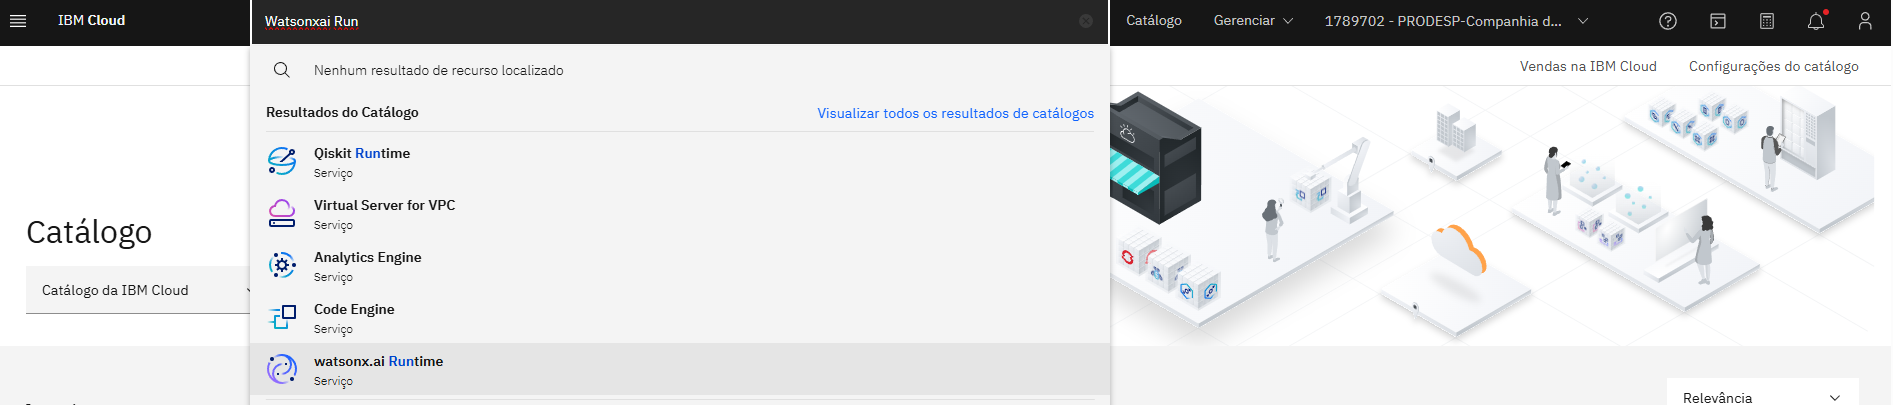 IBM Cloud
Watsonxai Run
Catálogo
Gerenciar
1789702 - PRODESP-Companhia d...
Vendas na IBM Cloud
Configurações do catálogo
Nenhum resultado de recurso localizado
Resultados do Catálogo
Visualizar todos os resultados de catálogos
Qiskit Runtime
Serviço
Virtual Server for VPC
Serviço
Analytics Engine
Serviço
Code Engine
Serviço
watsonx.ai Runtime
Serviço
Catálogo
Catálogo da IBM Cloud
Relevância